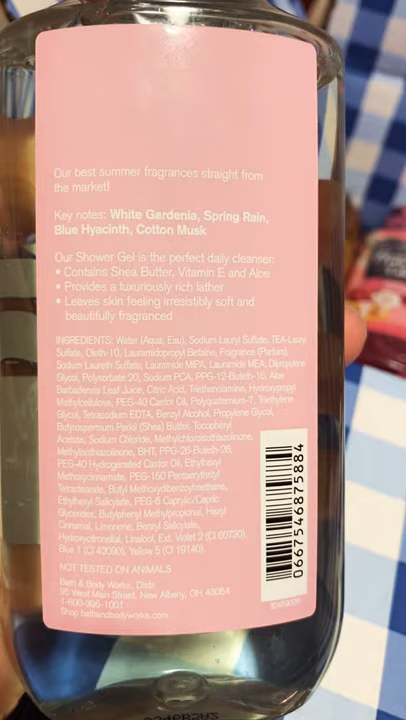 Our best summer fragrances straight from
the market!
Key notes: White Gardenia, Spring Rain,
Blue Hyacinth, Cotton Musk
Our Shower Gel is the perfect daily cleanser:
• Contains Shea Butter, Vitamin E and Aloe
• Provides a luxuriously rich lather
• Leaves skin feeling irresistibly soft and
beautifully fragranced
INGREDIENTS: Water (Aqua, Eau), Sodium Lauryl Sulfate, TEA-Lauryl
Sulfate, Oleth-10, Lauramidopropyl Betaine, Fragrance (Parfum),
Sodium Laureth Sulfate, Lauramide MIPA, Lauramide MEA, Dipropylene
Glycol, Polysorbate 20, Sodium PCA, PPG-12-Buteth-16, Aloe
Barbadensis Leaf Juice, Citric Acid, Triethanolamine, Hydroxypropyl
Methylcellulose, PEG-40 Castor Oil, Polyquaternium-7, Triethylene
Glycol, Tetrasodium EDTA, Benzyl Alcohol, Propylene Glycol,
Butyrospermum Parkii (Shea) Butter, Tocopheryl
Acetate, Sodium Chloride, Methylchloroisothiazolinone,
Methylisothiazolinone, BHT, PPG-26-Buteth-26,
PEG-40 Hydrogenated Castor Oil, Ethylhexyl
Methoxycinnamate, PEG-150 Pentaerythrityl
Tetrastearate, Butyl Methoxydibenzoylmethane,
Ethylhexyl Salicylate, PEG-6 Caprylic/Capric
Glycerides, Butylphenyl Methylpropional, Hexyl
Cinnamal, Limonene, Benzyl Salicylate,
Hydroxycitronellal, Linalool, Ext. Violet 2 (CI 60730),
Blue 1 (CI 42090), Yellow 5 (CI 19140).
NOT TESTED ON ANIMALS
Bath & Body Works, Distr.
95 West Main Street, New Albany, OH 43054
1-800-395-1001
Shop bathandbodyworks.com
0667546875884